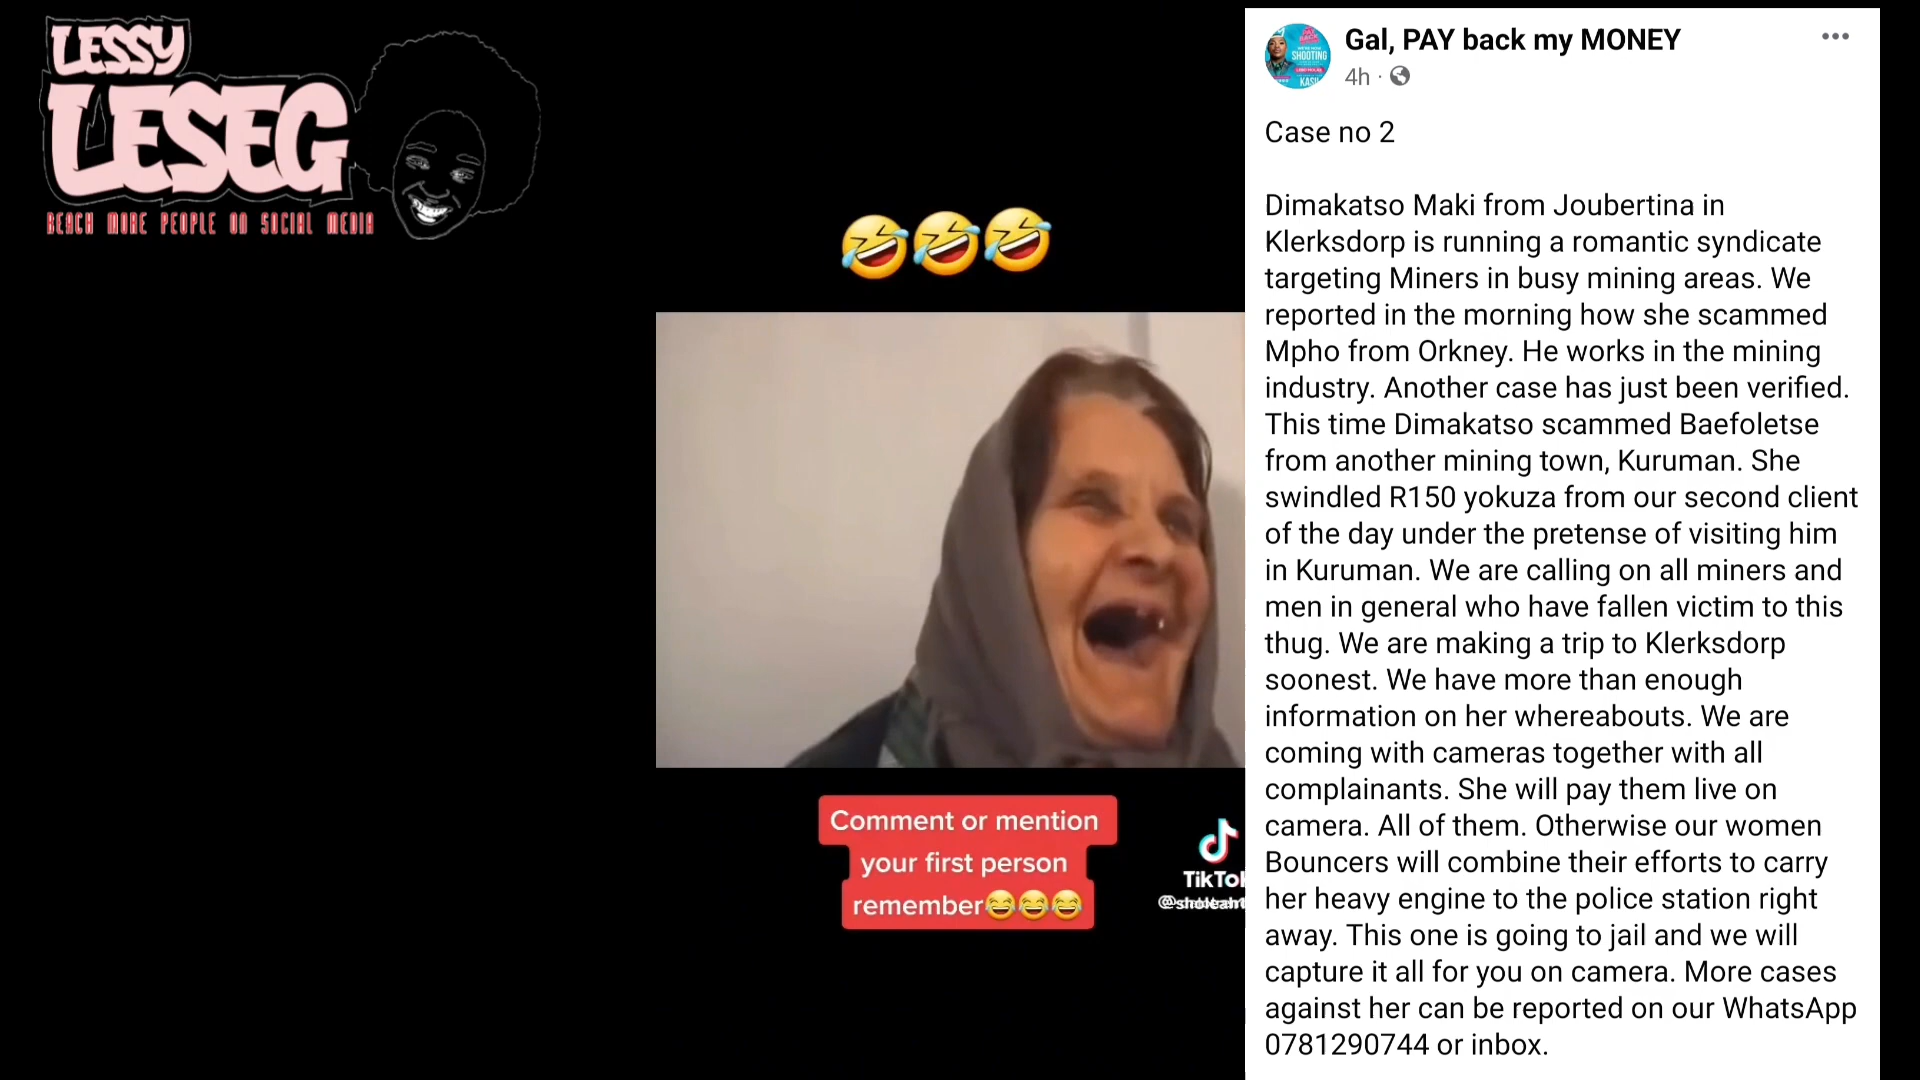 LESSY
LESEG
REACH MORE PEOPLE ON SOCIAL MEDIA
Comment or mention
your first person
remember😂😂😂
TikTok
Gal, PAY back my MONEY
4h ·
SHOOTING
KASI
Case no 2
Dimakatso Maki from Joubertina in
Klerksdorp is running a romantic syndicate
targeting Miners in busy mining areas. We
reported in the morning how she scammed
Mpho from Orkney. He works in the mining
industry. Another case has just been verified.
This time Dimakatso scammed Baefoletse
from another mining town, Kuruman. She
swindled R150 yokuza from our second client
of the day under the pretense of visiting him
in Kuruman. We are calling on all miners and
men in general who have fallen victim to this
thug. We are making a trip to Klerksdorp
soonest. We have more than enough
information on her whereabouts. We are
coming with cameras together with all
complainants. She will pay them live on
camera. All of them. Otherwise our women
Bouncers will combine their efforts to carry
her heavy engine to the police station right
away. This one is going to jail and we will
capture it all for you on camera. More cases
against her can be reported on our WhatsApp
0781290744 or inbox.